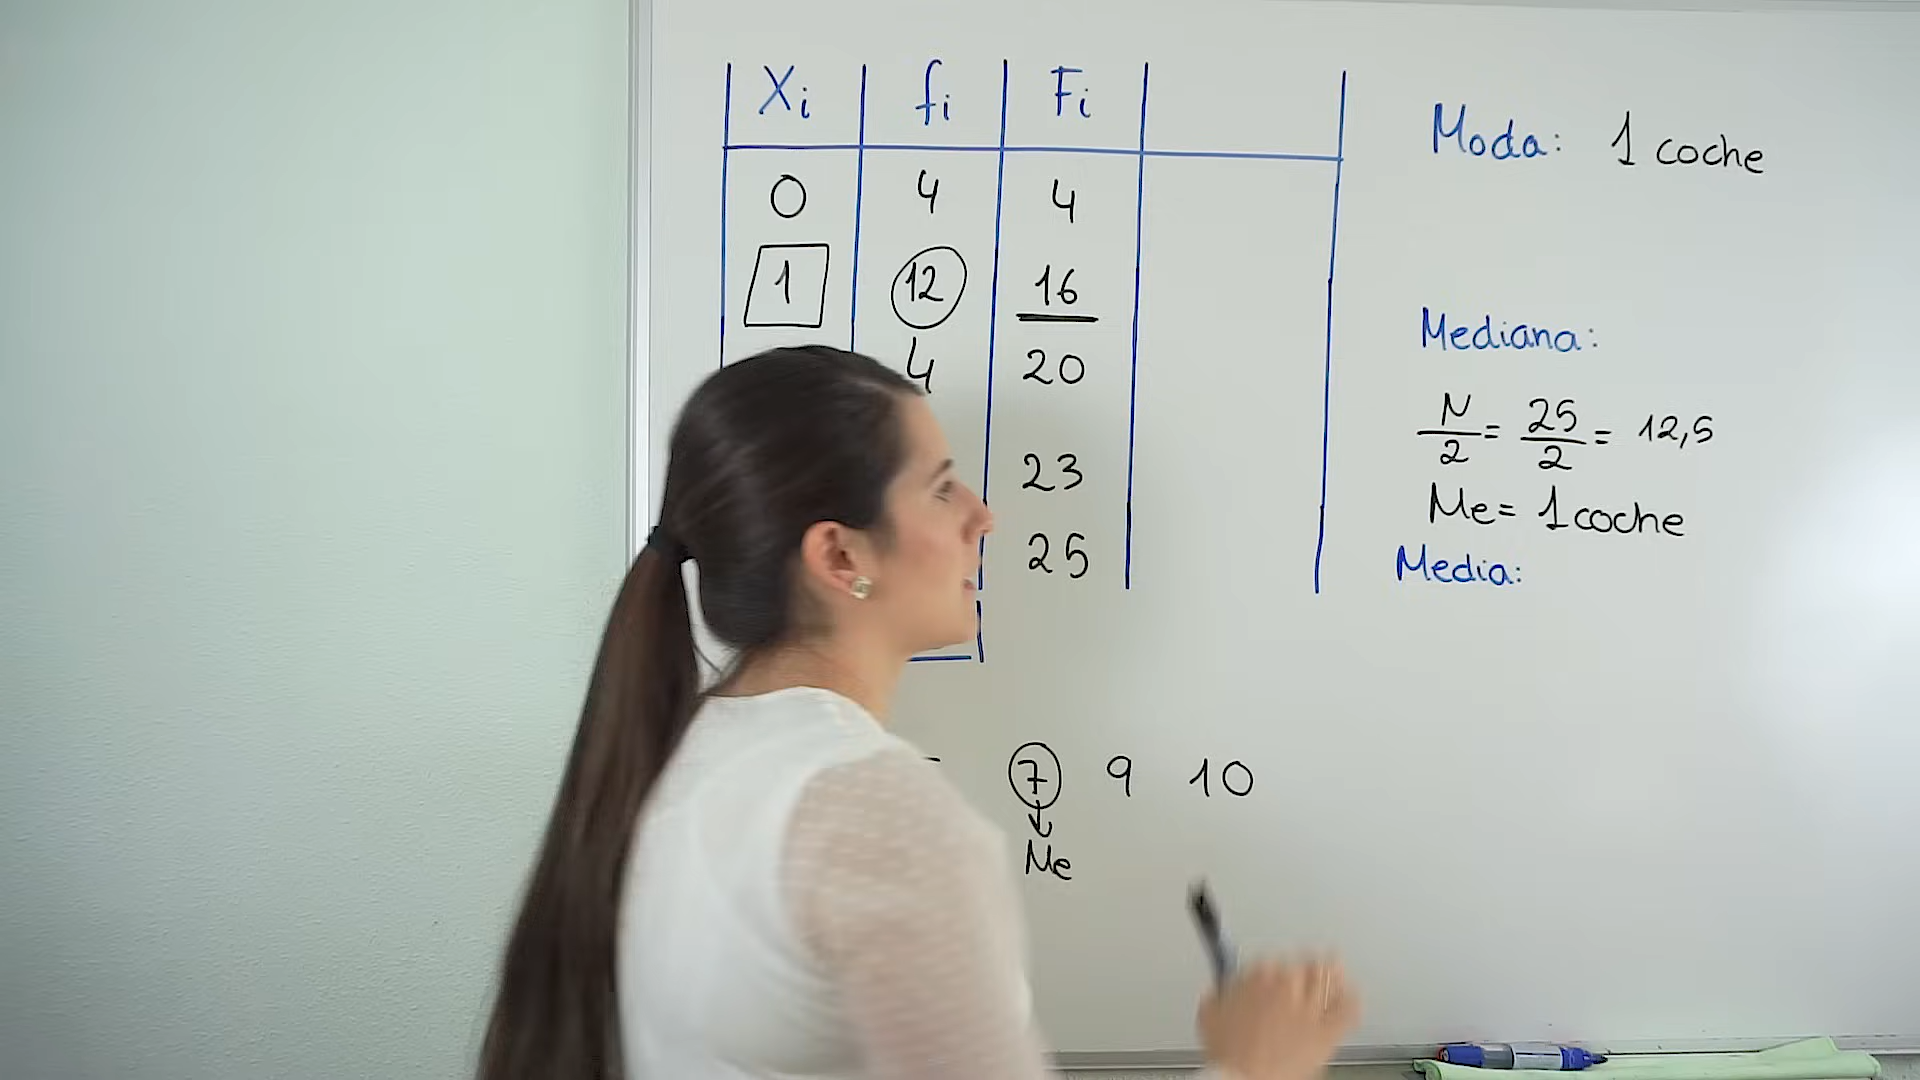 Xi fi Fi
0 4 4
1 12 16
4 20
23
25
7 9 10
Me
Moda: 1 coche
Mediana:
N/2 = 25/2 = 12,5
Me = 1 coche
Media: